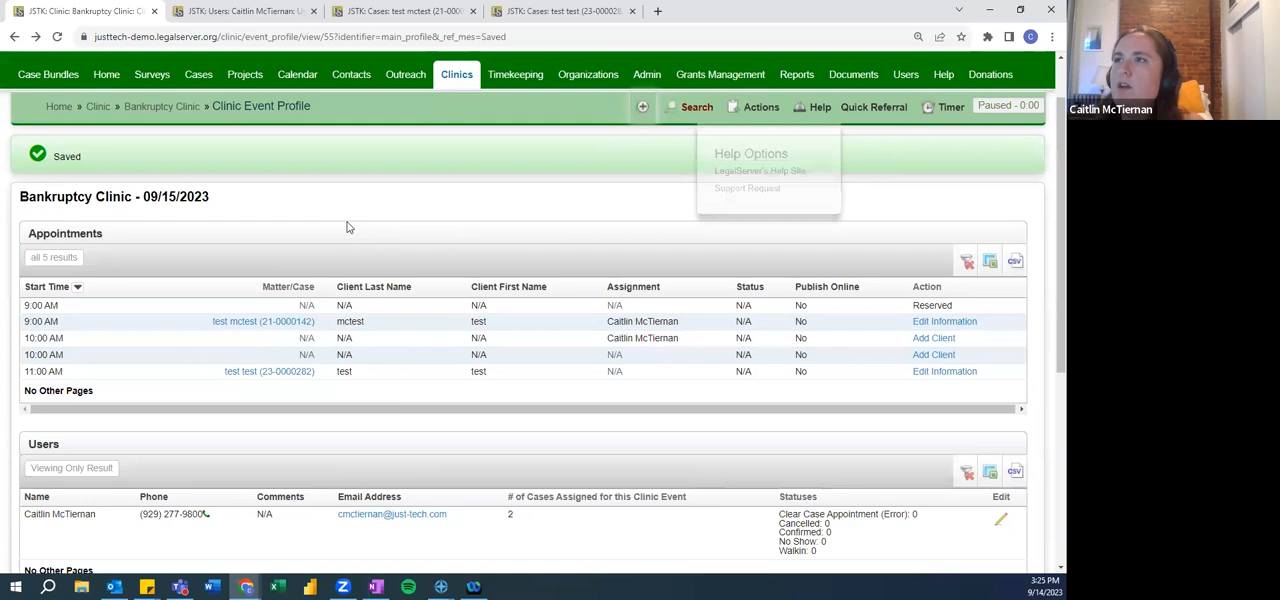 JSTK: Clinic: Bankruptcy Clinic: Cl JSTK: Users: Caitlin McTiernan: U JSTK: Cases: test mctest (21-000 JSTK: Cases: test test (23-00028
justtech-demo.legalserver.org/clinic/event_profile/view/55?identifier=main_profile&_ref_mes=Saved
Case Bundles Home Surveys Cases Projects Calendar Contacts Outreach Clinics Timekeeping Organizations Admin Grants Management Reports Documents Users Help Donations
Home » Clinic » Bankruptcy Clinic » Clinic Event Profile Search Actions Help Quick Referral Timer Paused - 0:00
Caitlin McTiernan
Saved
Help Options
LegalServer's Help Site
Support Request
Bankruptcy Clinic - 09/15/2023
Appointments
all 5 results CSV
Start Time Matter/Case Client Last Name Client First Name Assignment Status Publish Online Action
9:00 AM N/A N/A N/A N/A N/A No Reserved
9:00 AM test mctest (21-0000142) mctest test Caitlin McTiernan N/A No Edit Information
10:00 AM N/A N/A N/A Caitlin McTiernan N/A No Add Client
10:00 AM N/A N/A N/A N/A N/A No Add Client
11:00 AM test test (23-0000282) test test N/A N/A No Edit Information
No Other Pages
Users
Viewing Only Result CSV
Name Phone Comments Email Address # of Cases Assigned for this Clinic Event Statuses Edit
Caitlin McTiernan (929) 277-9800 N/A cmctiernan@just-tech.com 2 Clear Case Appointment (Error): 0
Cancelled: 0
Confirmed: 0
No Show: 0
Walkin: 0
No Other Pages
3:25 PM
9/14/2023